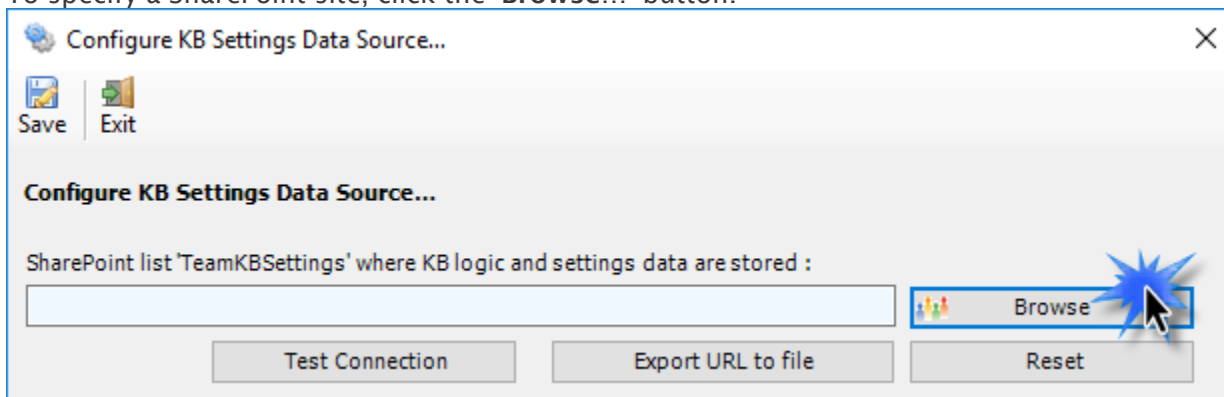 To specify a SharePoint site, click the 'Browse...' button.
Configure KB Settings Data Source...
Save Exit
Configure KB Settings Data Source...
SharePoint list 'TeamKBSettings' where KB logic and settings data are stored :
Browse
Test Connection Export URL to file Reset